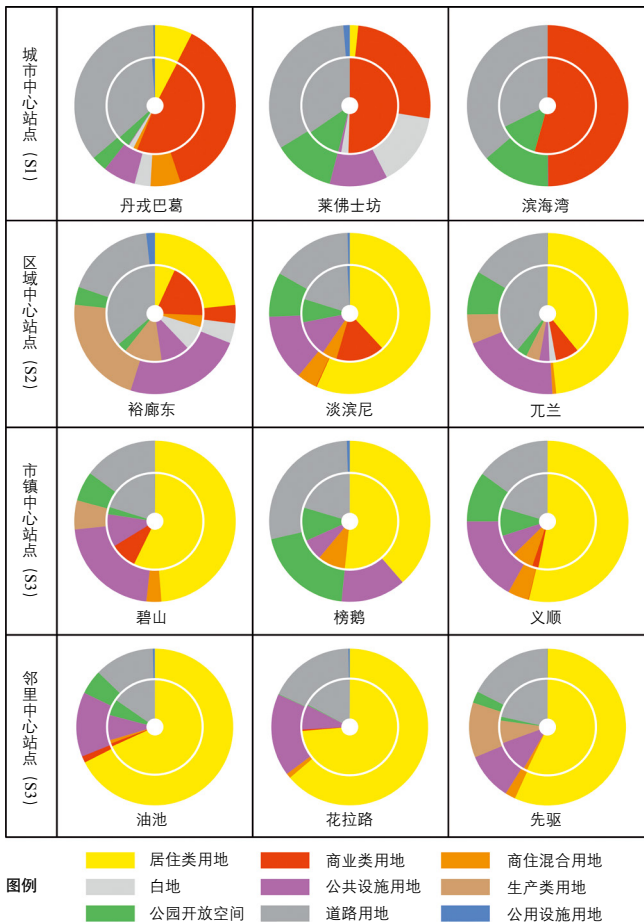 城市中心站点（S1）
丹戎巴葛
莱佛士坊
滨海湾
区域中心站点（S2）
裕廊东
淡滨尼
兀兰
市镇中心站点（S3）
碧山
榜鹅
义顺
邻里中心站点（S3）
油池
花拉路
先驱
图例
居住类用地
商业类用地
商住混合用地
白地
公共设施用地
生产类用地
公园开放空间
道路用地
公用设施用地